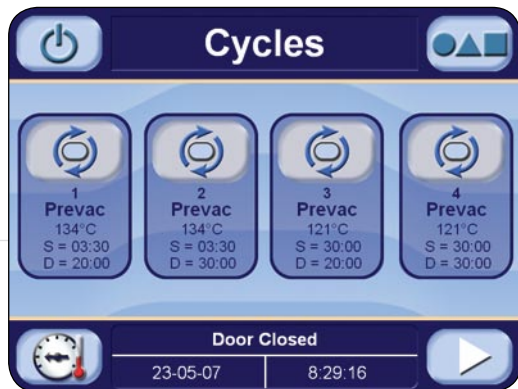 Cycles
1
Prevac
134°C
S = 03:30
D = 20:00
2
Prevac
134°C
S = 03:30
D = 30:00
3
Prevac
121°C
S = 30:00
D = 20:00
4
Prevac
121°C
S = 30:00
D = 30:00
Door Closed
23-05-07 8:29:16